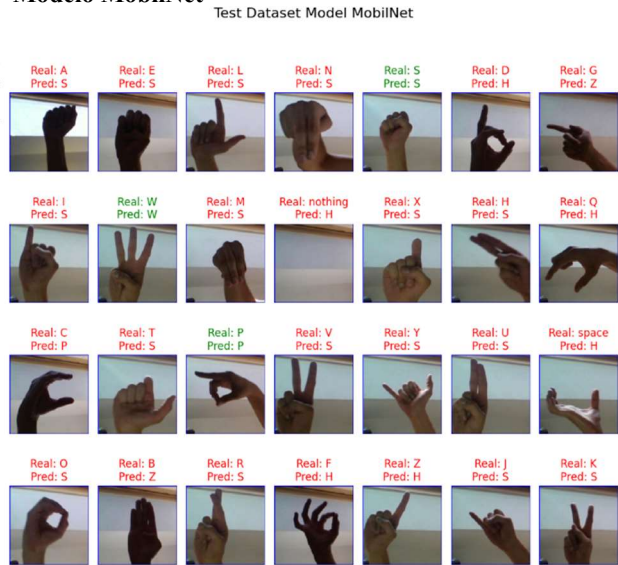 Modelo MobilNet
Test Dataset Model MobilNet
Real: A
Pred: S
Real: E
Pred: S
Real: L
Pred: S
Real: N
Pred: S
Real: S
Pred: S
Real: D
Pred: H
Real: G
Pred: Z
Real: I
Pred: S
Real: W
Pred: W
Real: M
Pred: S
Real: nothing
Pred: H
Real: X
Pred: S
Real: H
Pred: S
Real: Q
Pred: H
Real: C
Pred: P
Real: T
Pred: S
Real: P
Pred: P
Real: V
Pred: S
Real: Y
Pred: S
Real: U
Pred: S
Real: space
Pred: H
Real: O
Pred: S
Real: B
Pred: Z
Real: R
Pred: S
Real: F
Pred: H
Real: Z
Pred: H
Real: J
Pred: S
Real: K
Pred: S